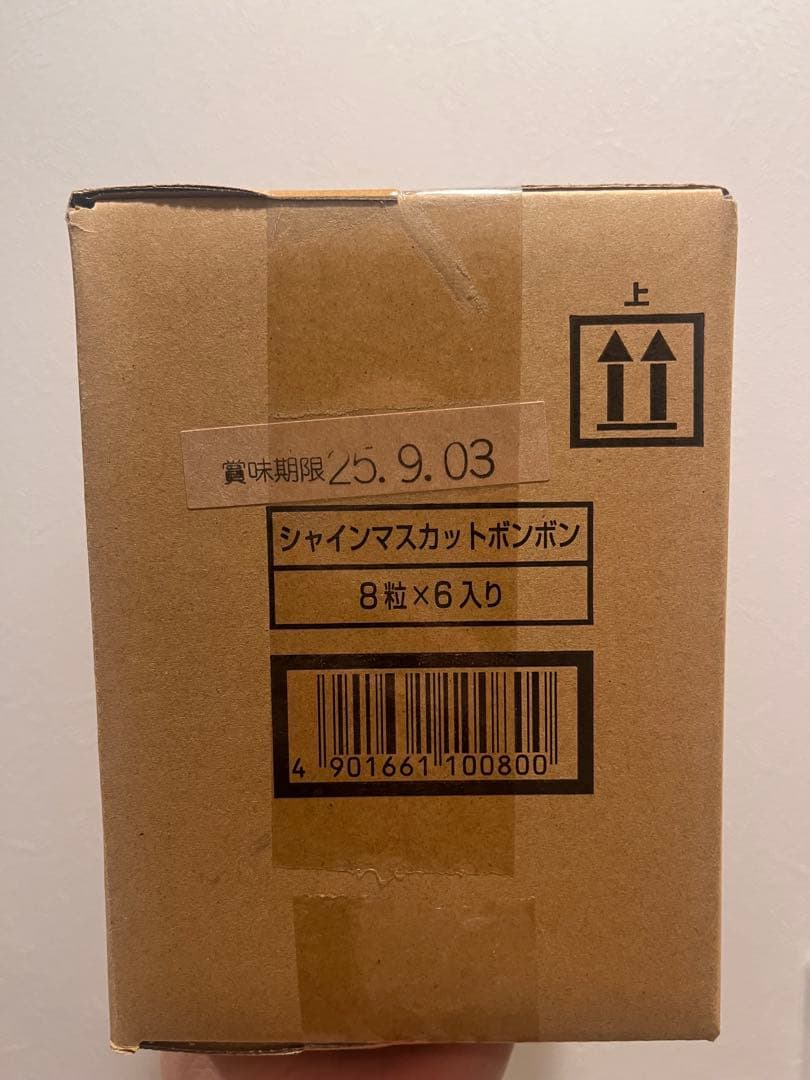 上
賞味期限 25.9.03
シャインマスカットボンボン
8粒×6入り
4 901661 100800